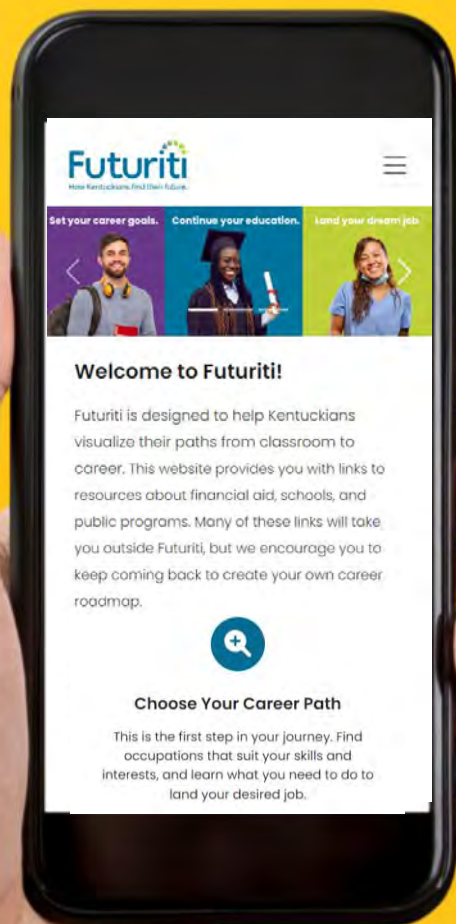 Futuriti
How Kentuckians find their future.
Set your career goals.
Continue your education.
Land your dream job.
Welcome to Futuriti!
Futuriti is designed to help Kentuckians
visualize their paths from classroom to
career. This website provides you with links to
resources about financial aid, schools, and
public programs. Many of these links will take
you outside Futuriti, but we encourage you to
keep coming back to create your own career
roadmap.
Choose Your Career Path
This is the first step in your journey. Find
occupations that suit your skills and
interests, and learn what you need to do to
land your desired job.